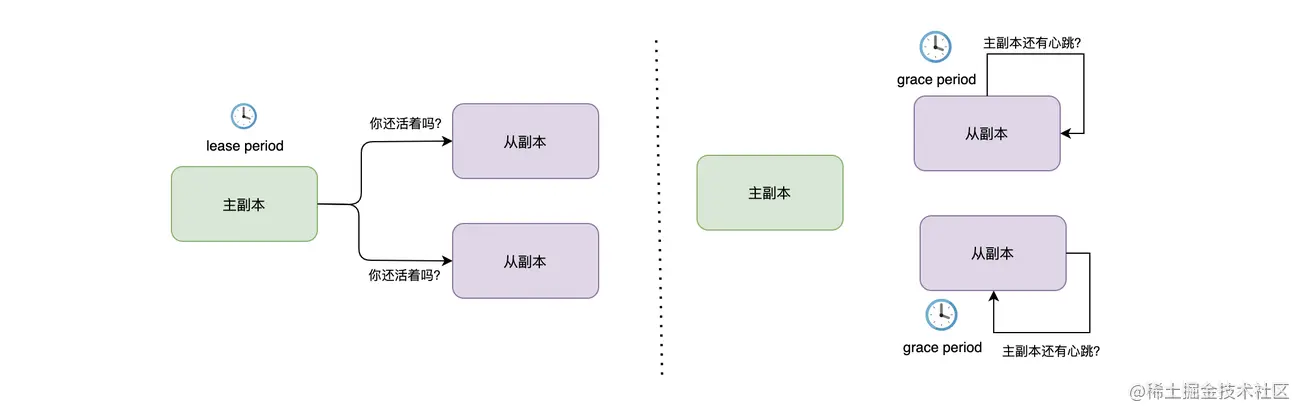 lease period
主副本
你还活着吗?
从副本
从副本
你还活着吗?
主副本还有心跳?
grace period
从副本
主副本
从副本
grace period
主副本还有心跳?
@稀土掘金技术社区